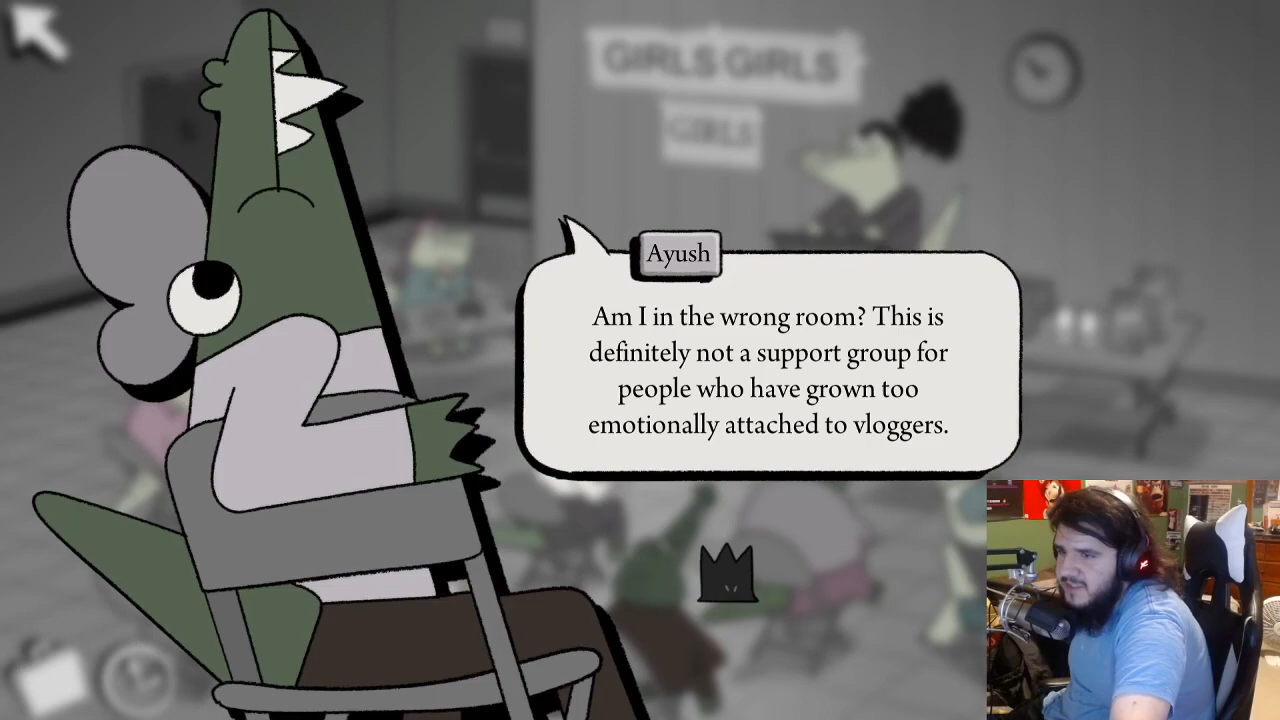 GIRLS GIRLS
GIRLS
Ayush
Am I in the wrong room? This is
definitely not a support group for
people who have grown too
emotionally attached to vloggers.